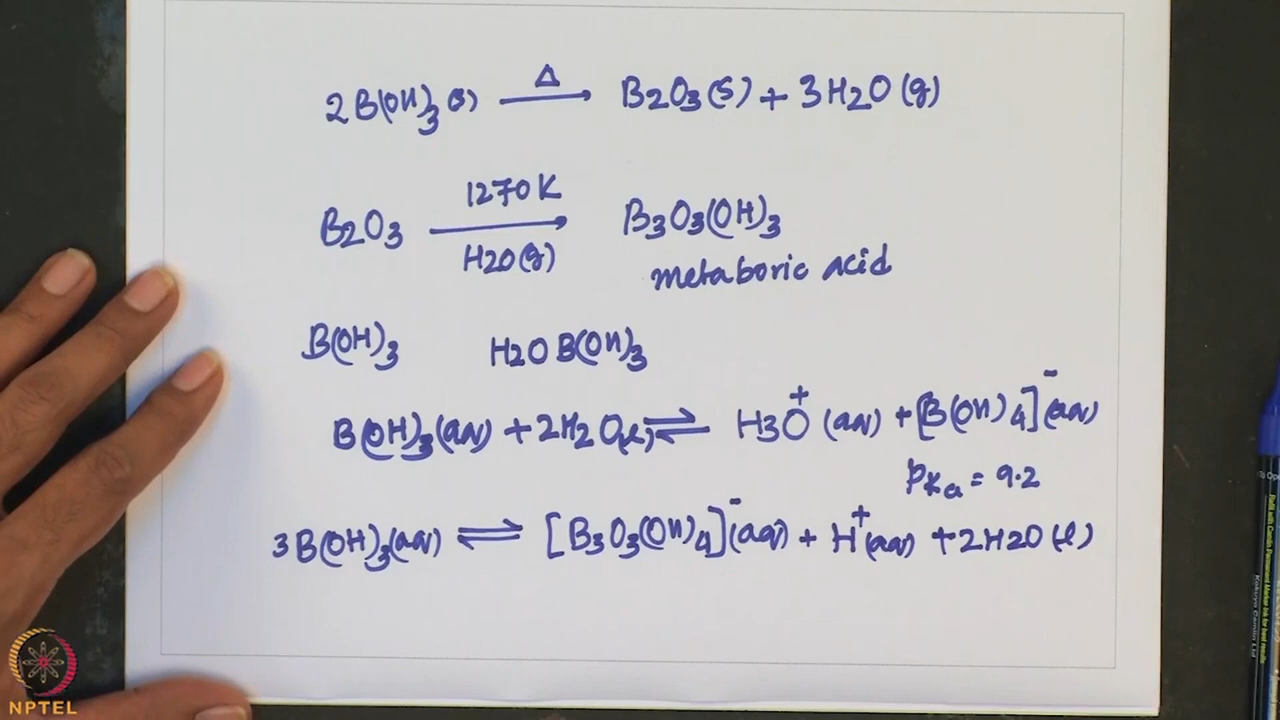 2B(OH)3(s) —Δ→ B2O3(s) + 3H2O(g)
1270K
B2O3 ⟶ B3O3(OH)3
H2O(g)
metaboric acid
B(OH)3 H2O B(OH)3
B(OH)3(aq) + 2H2O(l) ⇌ H3O+(aq) + [B(OH)4]-(aq)
pKa = 9.2
3B(OH)3(aq) ⇌ [B3O3(OH)4]-(aq) + H+(aq) + 2H2O(l)
NPTEL